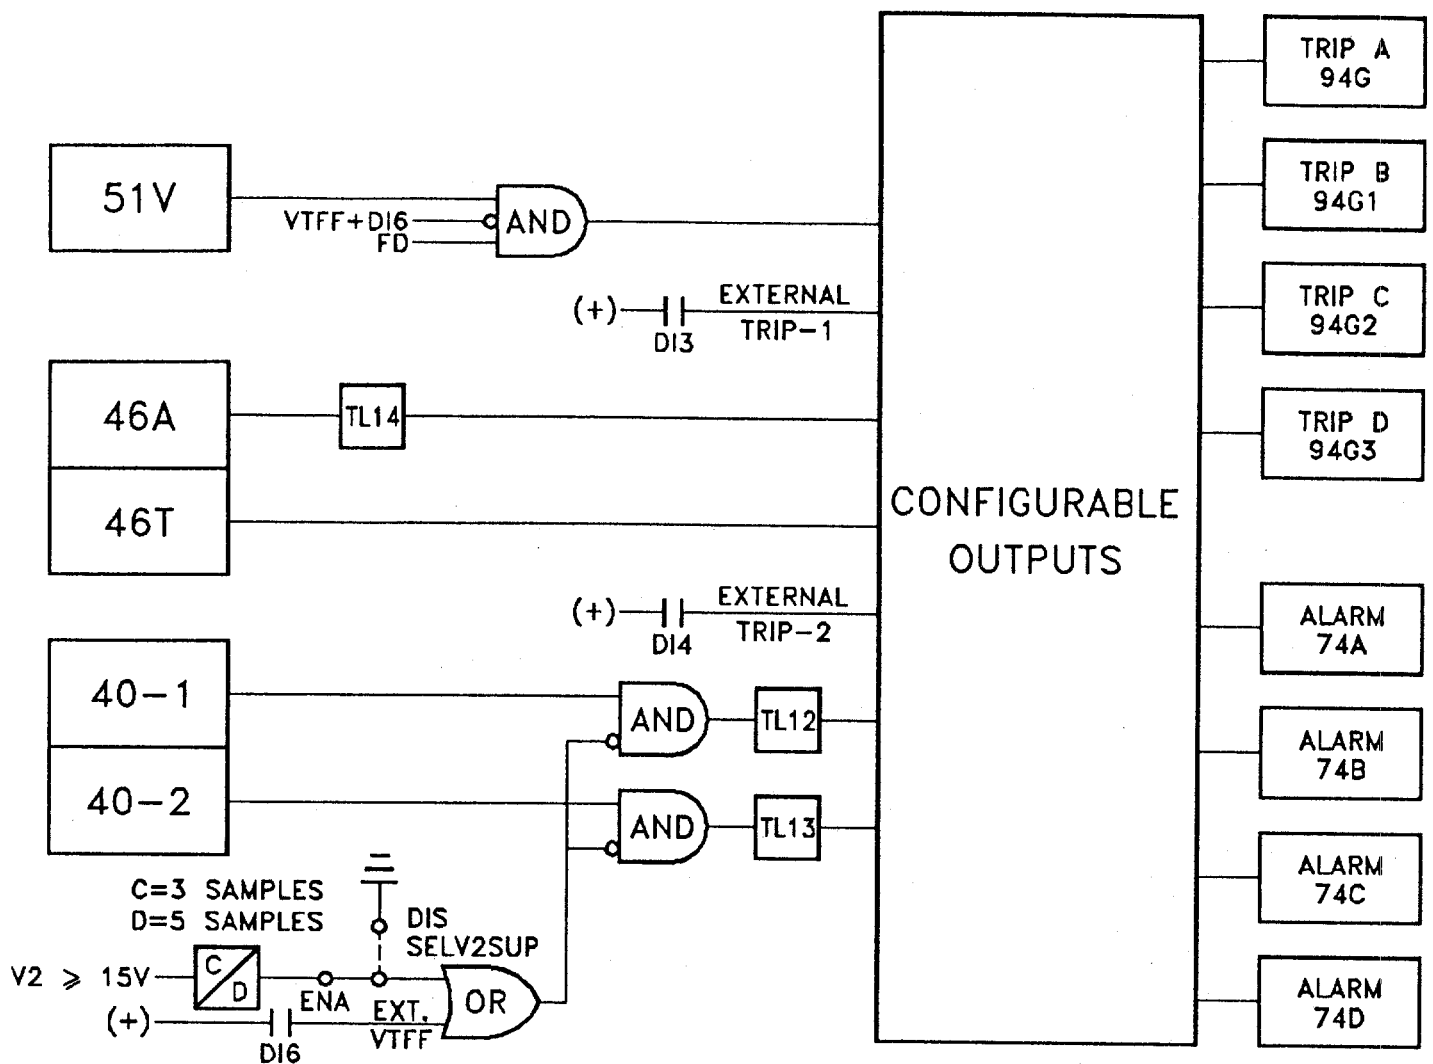 51V
VTFF+DI6
FD
AND
(+)
DI3
EXTERNAL
TRIP-1
46A
TL14
46T
(+)
DI4
EXTERNAL
TRIP-2
40-1
AND
TL12
40-2
AND
TL13
C=3 SAMPLES
D=5 SAMPLES
DIS
SELV2SUP
V2 ⩾ 15V
C
D
ENA
OR
(+)
DI6
EXT.
VTFF
CONFIGURABLE
OUTPUTS
TRIP A
94G
TRIP B
94G1
TRIP C
94G2
TRIP D
94G3
ALARM
74A
ALARM
74B
ALARM
74C
ALARM
74D